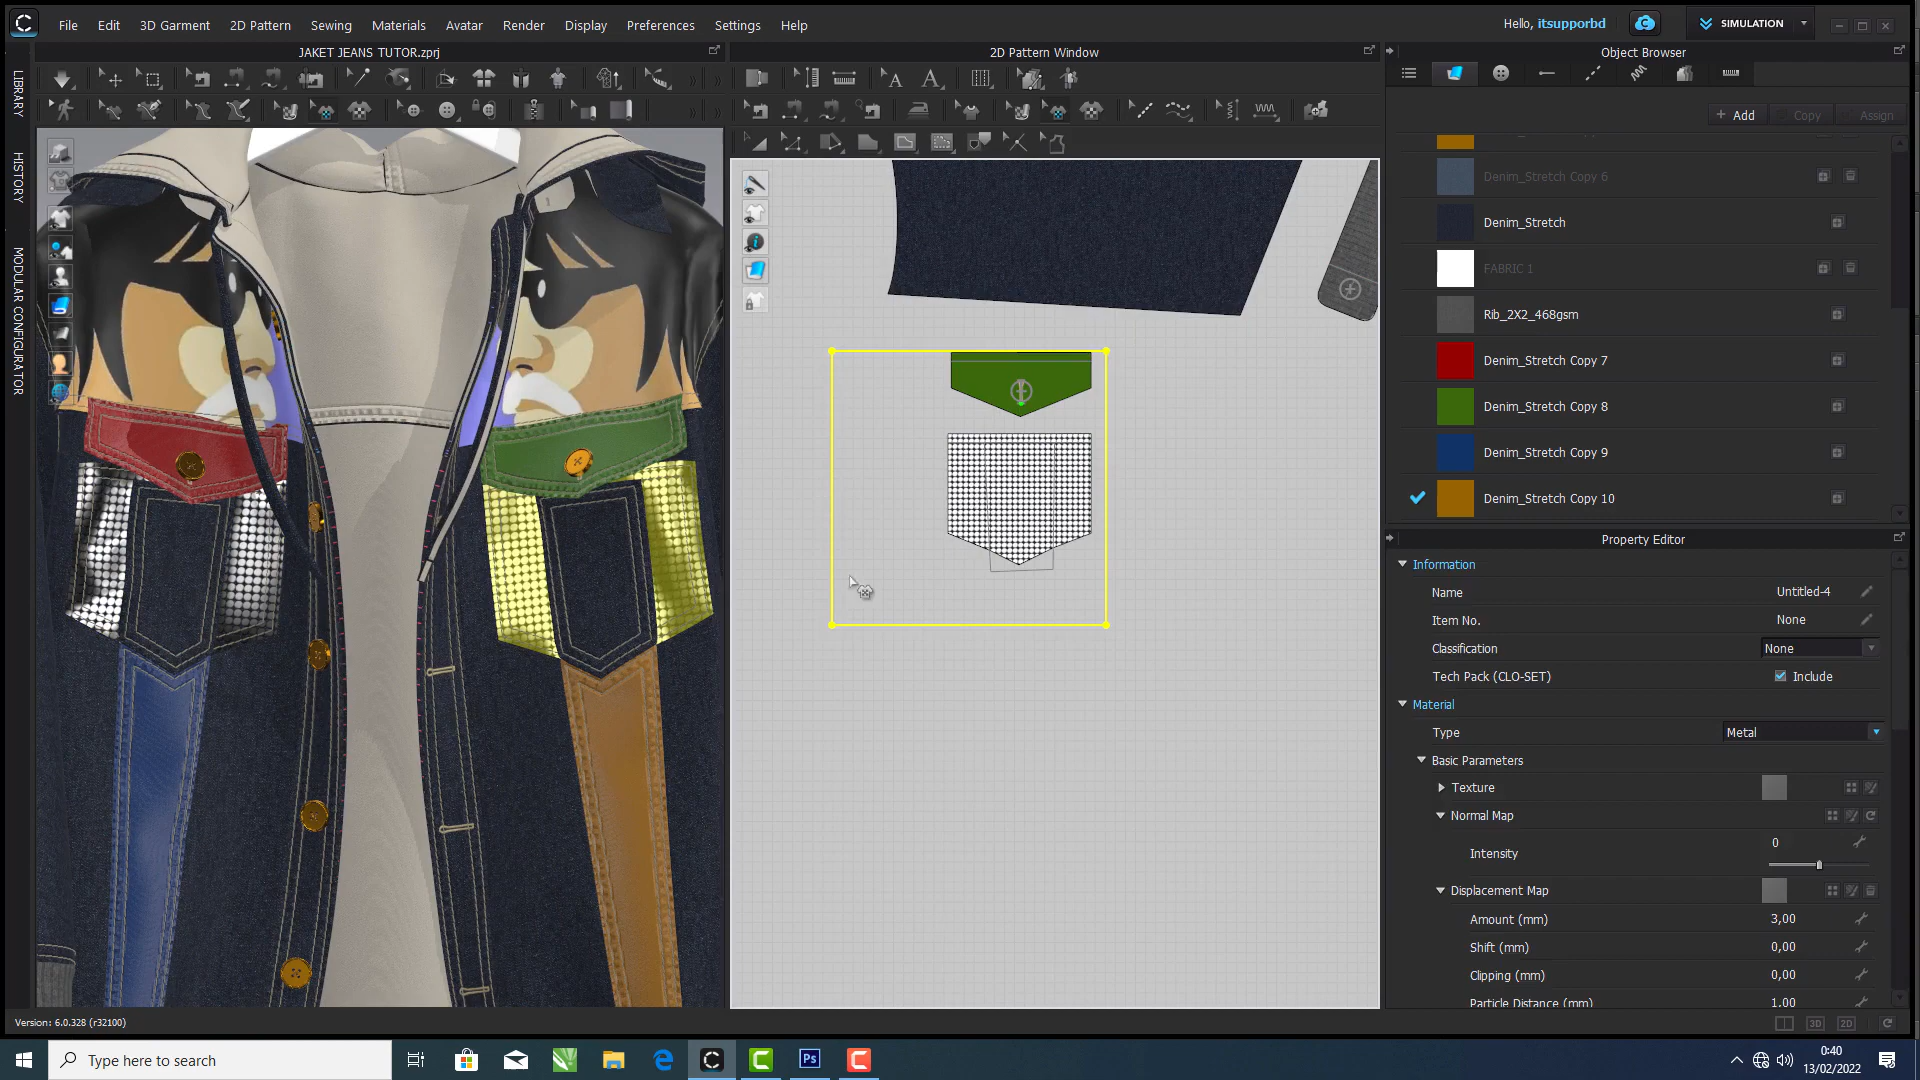 File Edit 3D Garment 2D Pattern Sewing Materials Avatar Render Display Preferences Settings Help
Hello, itsupporbd
SIMULATION
JAKET JEANS TUTOR.zprj
2D Pattern Window
Object Browser
LIBRARY
HISTORY
MODULAR CONFIGURATOR
+ Add Copy Assign
Denim_Stretch Copy 6
Denim_Stretch
FABRIC 1
Rib_2X2_468gsm
Denim_Stretch Copy 7
Denim_Stretch Copy 8
Denim_Stretch Copy 9
Denim_Stretch Copy 10
Property Editor
Information
Name Untitled-4
Item No. None
Classification None
Tech Pack (CLO-SET) Include
Material
Type Metal
Basic Parameters
Texture
Normal Map
Intensity 0
Displacement Map
Amount (mm) 3,00
Shift (mm) 0,00
Clipping (mm) 0,00
Particle Distance (mm) 1,00
Version: 6.0.328 (r32100)
3D 2D
Type here to search
Ps
0:40
13/02/2022